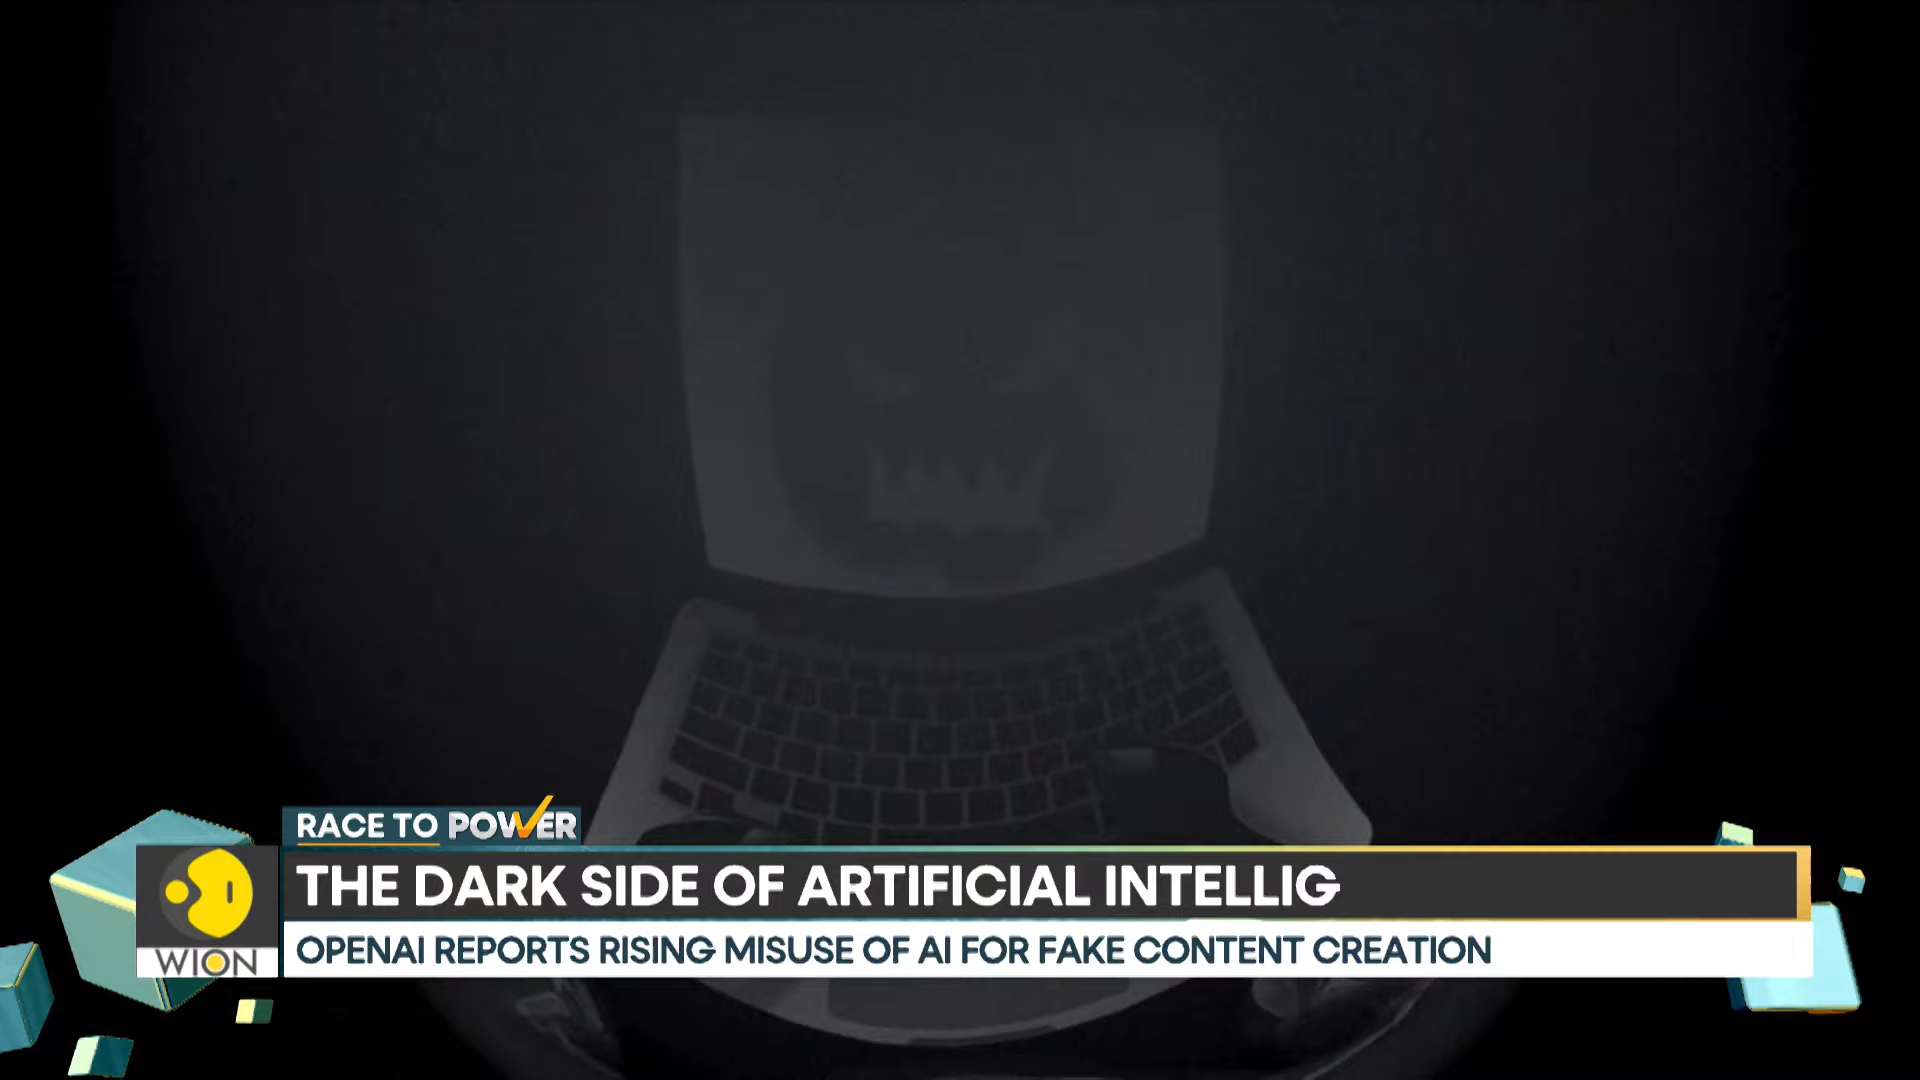 RACE TO POWER
THE DARK SIDE OF ARTIFICIAL INTELLIG
WION
OPENAI REPORTS RISING MISUSE OF AI FOR FAKE CONTENT CREATION